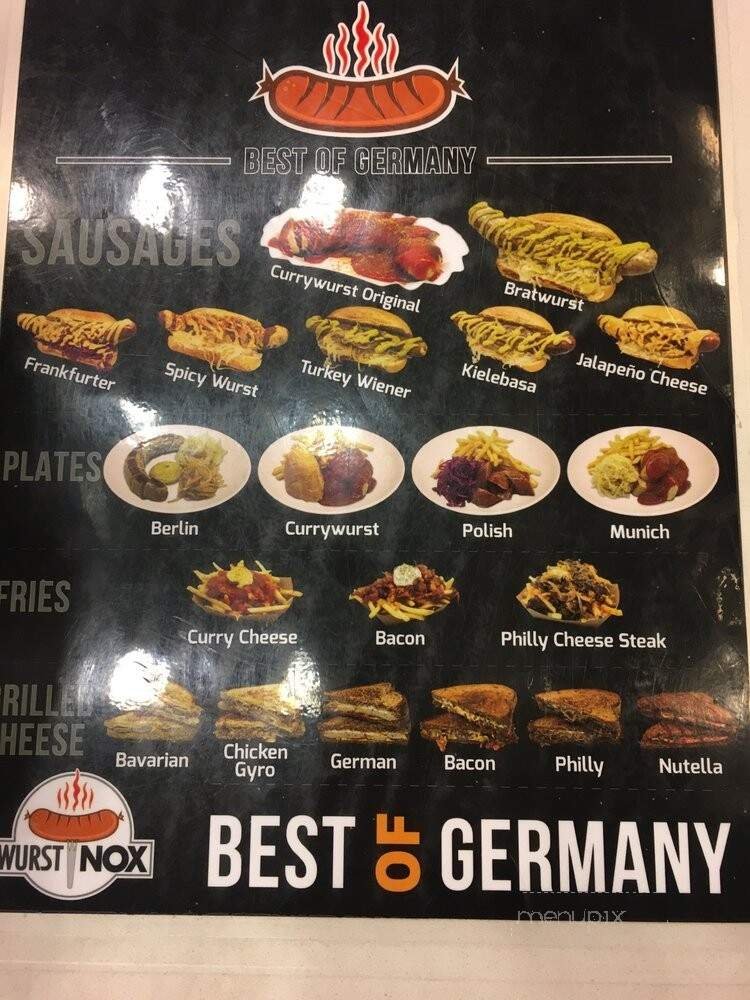 BEST OF GERMANY
SAUSAGES
Currywurst Original
Bratwurst
Frankfurter
Spicy Wurst
Turkey Wiener
Kielebasa
Jalapeño Cheese
PLATES
Berlin
Currywurst
Polish
Munich
FRIES
Curry Cheese
Bacon
Philly Cheese Steak
RILLED
HEESE
Bavarian
Chicken
Gyro
German
Bacon
Philly
Nutella
WURST NOX
BEST OF GERMANY
menupix